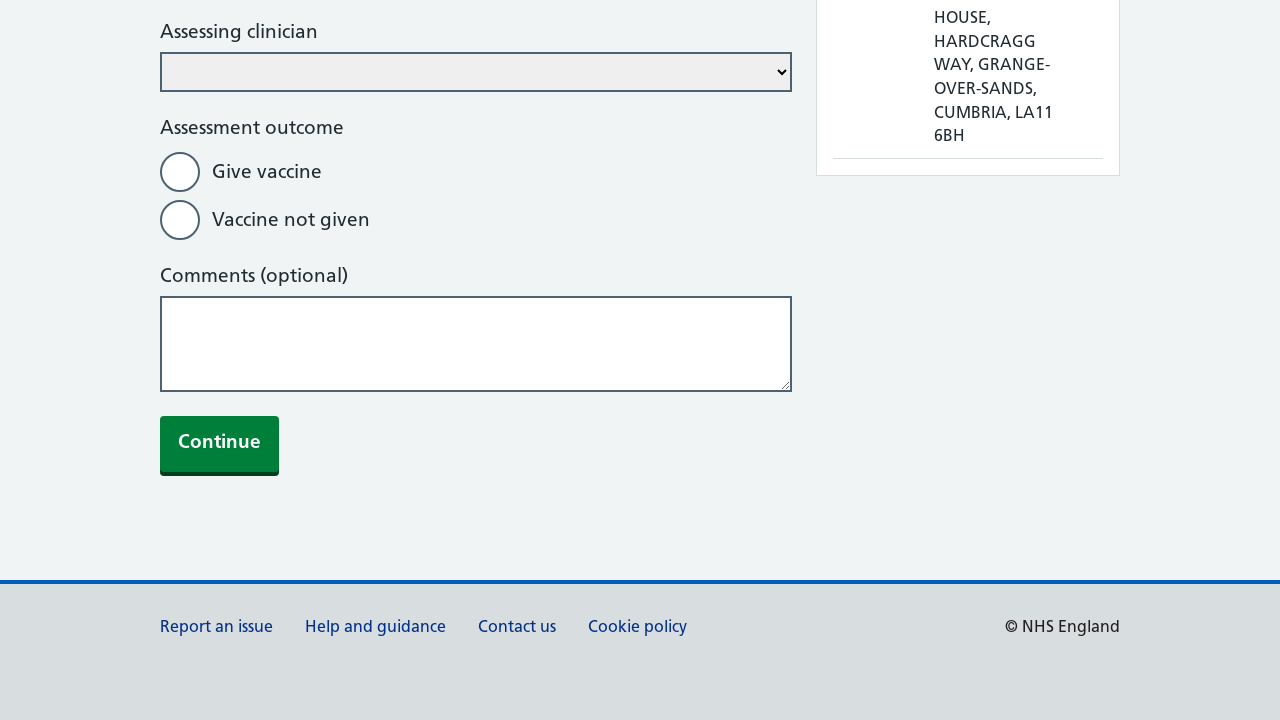 Assessing clinician
Assessment outcome
Give vaccine
Vaccine not given
Comments (optional)
Continue
HOUSE,
HARDCRAGG
WAY, GRANGE-
OVER-SANDS,
CUMBRIA, LA11
6BH
Report an issue Help and guidance Contact us Cookie policy © NHS England